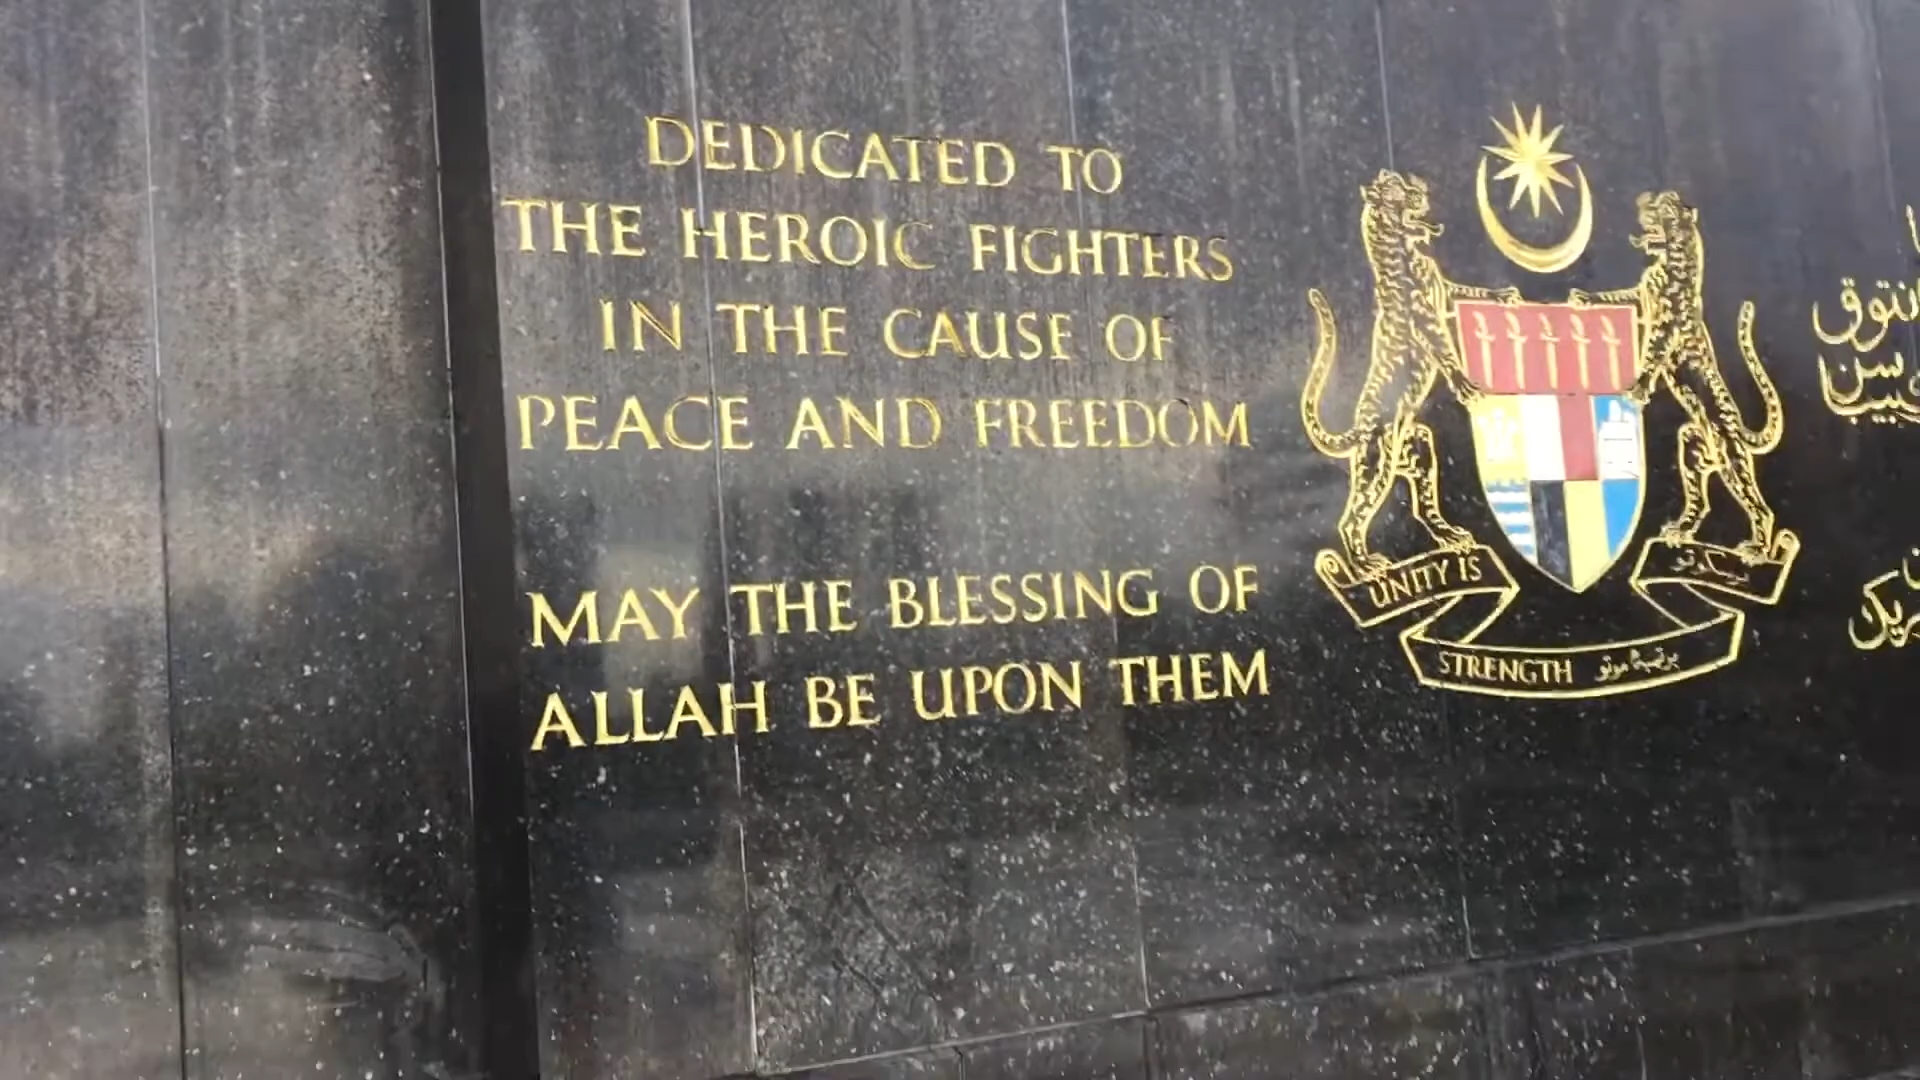 DEDICATED TO
THE HEROIC FIGHTERS
IN THE CAUSE OF
PEACE AND FREEDOM
MAY THE BLESSING OF
ALLAH BE UPON THEM
UNITY IS
STRENGTH